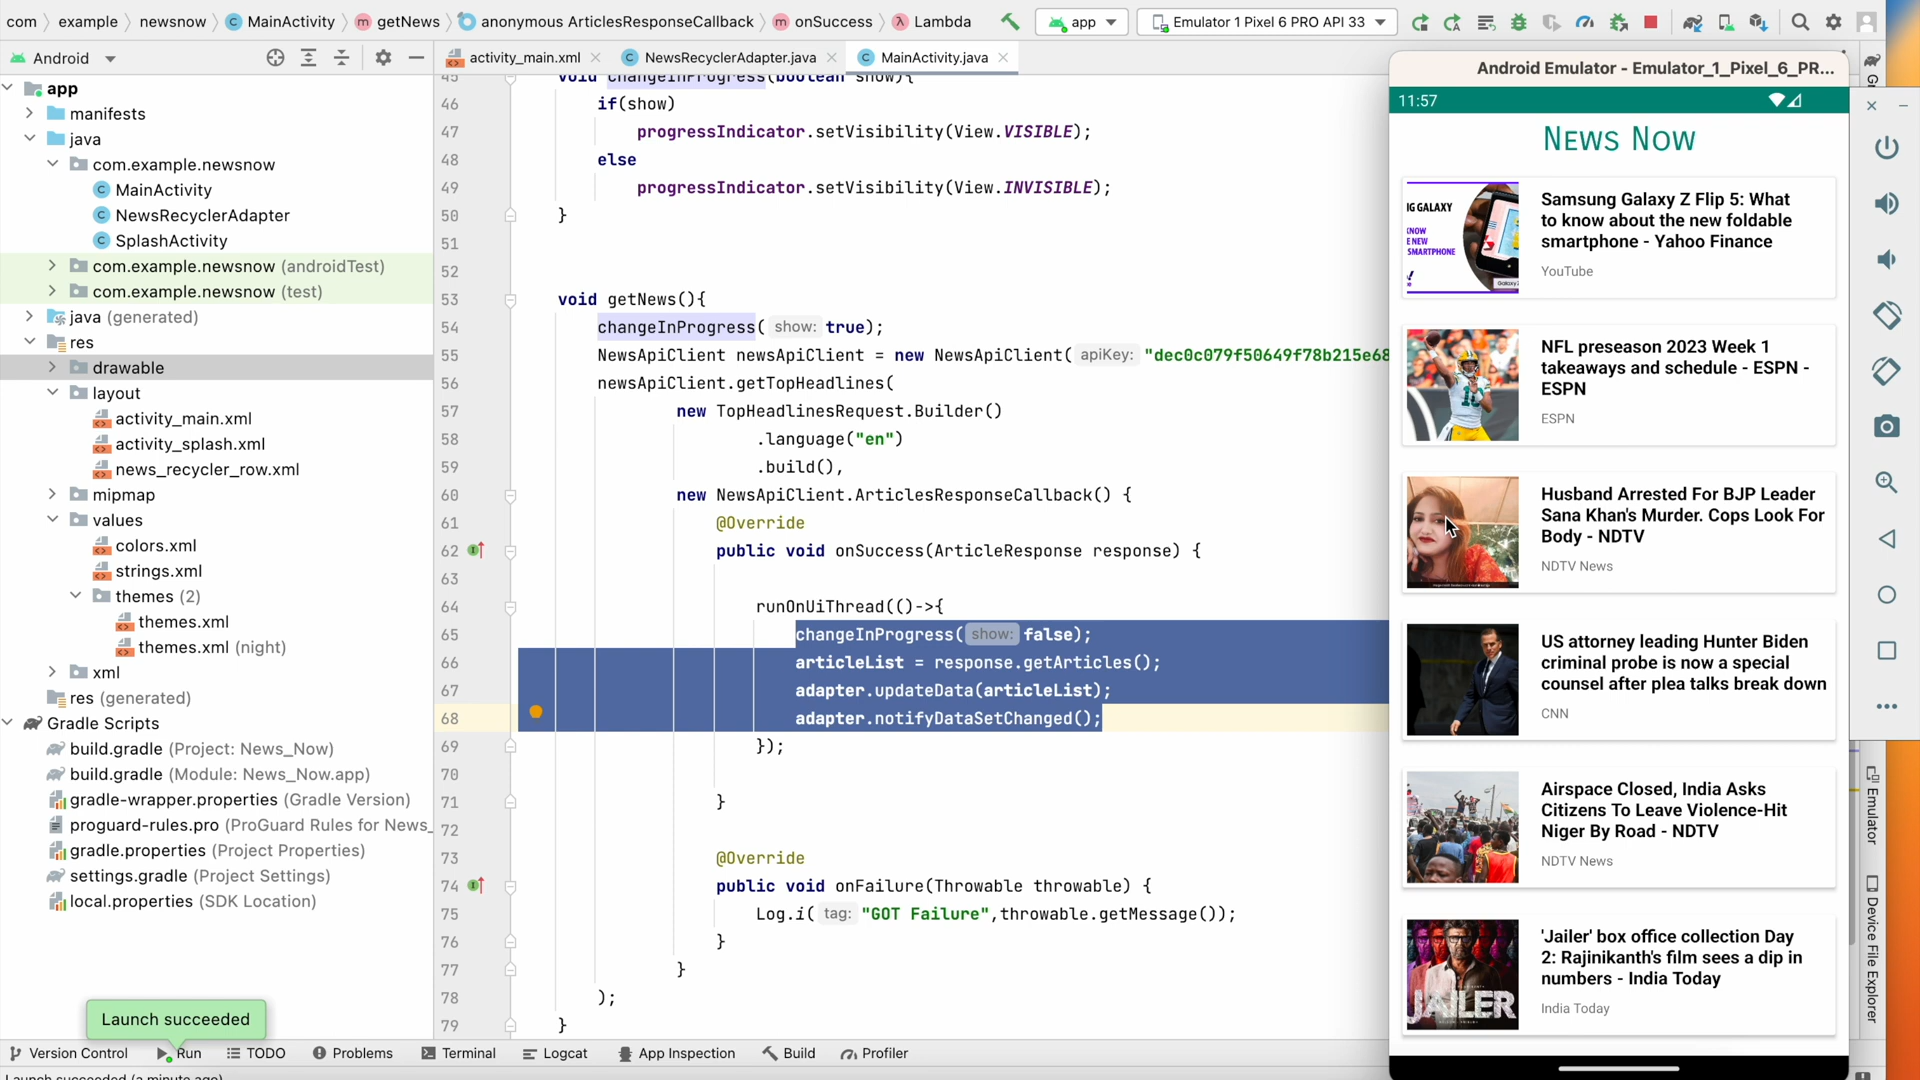 com example newsnow MainActivity getNews anonymous ArticlesResponseCallback onSuccess Lambda app Emulator 1 Pixel 6 PRO API 33
Android
activity_main.xml NewsRecyclerAdapter.java MainActivity.java
app
manifests
java
com.example.newsnow
MainActivity
NewsRecyclerAdapter
SplashActivity
com.example.newsnow (androidTest)
com.example.newsnow (test)
java (generated)
res
drawable
layout
activity_main.xml
activity_splash.xml
news_recycler_row.xml
mipmap
values
colors.xml
strings.xml
themes (2)
themes.xml
themes.xml (night)
xml
res (generated)
Gradle Scripts
build.gradle (Project: News_Now)
build.gradle (Module: News_Now.app)
gradle-wrapper.properties (Gradle Version)
proguard-rules.pro (ProGuard Rules for News_
gradle.properties (Project Properties)
settings.gradle (Project Settings)
local.properties (SDK Location)
Launch succeeded
45 void changeInProgress(boolean show){
46 if(show)
47 progressIndicator.setVisibility(View.VISIBLE);
48 else
49 progressIndicator.setVisibility(View.INVISIBLE);
50 }
51
52
53 void getNews(){
54 changeInProgress( show: true);
55 NewsApiClient newsApiClient = new NewsApiClient( apiKey: "dec0c079f50649f78b215e68
56 newsApiClient.getTopHeadlines(
57 new TopHeadlinesRequest.Builder()
58 .language("en")
59 .build(),
60 new NewsApiClient.ArticlesResponseCallback() {
61 @Override
62 public void onSuccess(ArticleResponse response) {
63
64 runOnUiThread(()->{
65 changeInProgress( show: false);
66 articleList = response.getArticles();
67 adapter.updateData(articleList);
68 adapter.notifyDataSetChanged();
69 });
70
71 }
72
73 @Override
74 public void onFailure(Throwable throwable) {
75 Log.i( tag: "GOT Failure",throwable.getMessage());
76 }
77 }
78 );
79 }
Android Emulator - Emulator_1_Pixel_6_PR...
11:57
News Now
Samsung Galaxy Z Flip 5: What
to know about the new foldable
smartphone - Yahoo Finance
YouTube
NFL preseason 2023 Week 1
takeaways and schedule - ESPN -
ESPN
ESPN
Husband Arrested For BJP Leader
Sana Khan's Murder. Cops Look For
Body - NDTV
NDTV News
US attorney leading Hunter Biden
criminal probe is now a special
counsel after plea talks break down
CNN
Airspace Closed, India Asks
Citizens To Leave Violence-Hit
Niger By Road - NDTV
NDTV News
JAILER
'Jailer' box office collection Day
2: Rajinikanth's film sees a dip in
numbers - India Today
India Today
Emulator
Device File Explorer
Version Control Run TODO Problems Terminal Logcat App Inspection Build Profiler
Launch succeeded (a minute ago)